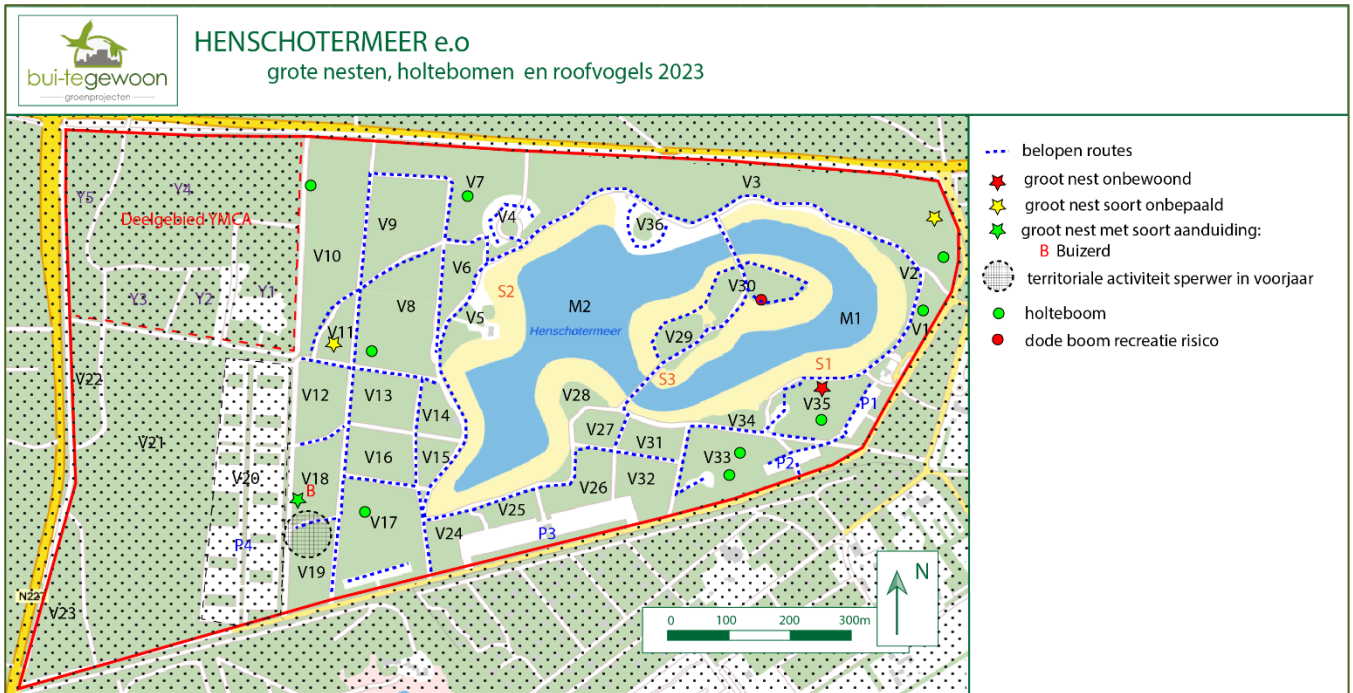 HENSCHOTERMEER e.o
grote nesten, holtebomen en roofvogels 2023
bui-tegewoon
groenprojecten
belopen routes
groot nest onbewoond
groot nest soort onbepaald
groot nest met soort aanduiding:
B Buizerd
territoriale activiteit sperwer in voorjaar
holteboom
dode boom recreatie risico
Y5
Y4
Deelgebied YMCA
Y3
Y2
Y1
V10
V9
V7
V4
V3
V36
V6
V8
V5
S2
M2
Henschotermeer
V30
V29
M1
V2
V1
V11
V22
V12
V13
V14
V28
S3
S1
V35
P1
V21
V16
V15
V27
V31
V34
V20
V18
B
V17
V33
P2
V26
V32
V25
V24
P3
P4
V19
V23
N227
0 100 200 300m
N